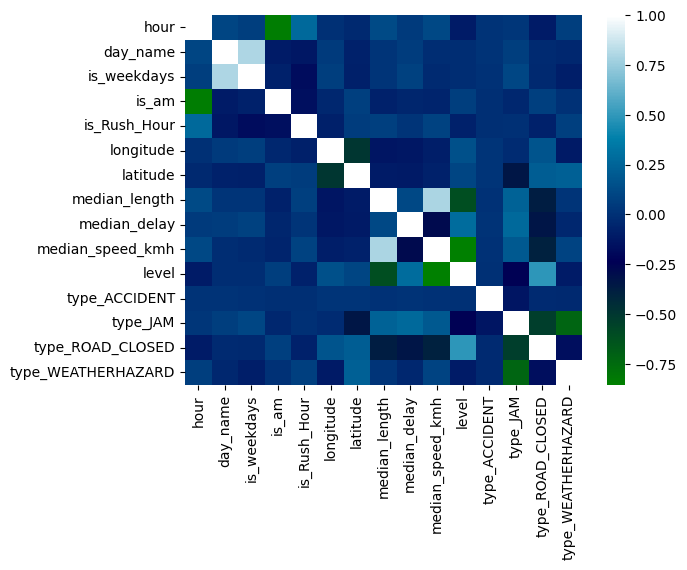 hour
day_name
is_weekdays
is_am
is_Rush_Hour
longitude
latitude
median_length
median_delay
median_speed_kmh
level
type_ACCIDENT
type_JAM
type_ROAD_CLOSED
type_WEATHERHAZARD
hour
day_name
is_weekdays
is_am
is_Rush_Hour
longitude
latitude
median_length
median_delay
median_speed_kmh
level
type_ACCIDENT
type_JAM
type_ROAD_CLOSED
type_WEATHERHAZARD
1.00
0.75
0.50
0.25
0.00
−0.25
−0.50
−0.75